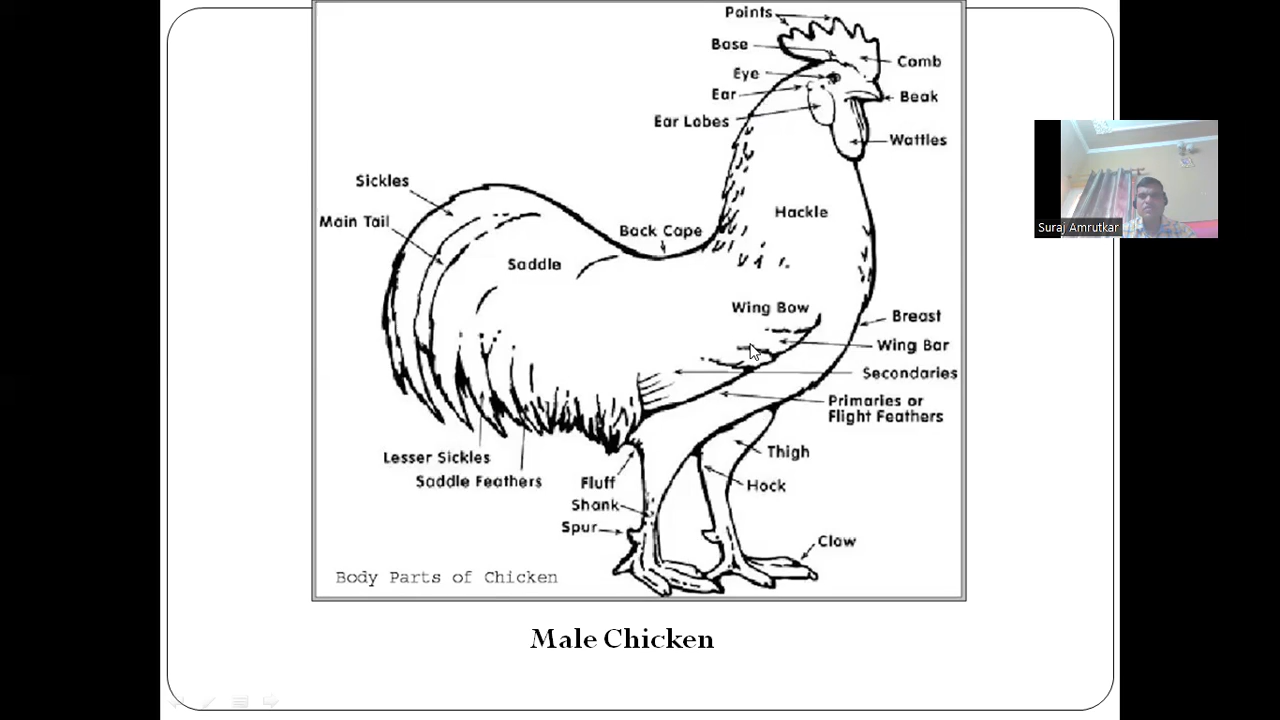 Points
Base
Comb
Eye
Ear
Beak
Ear Lobes
Wattles
Suraj Amrutkar
Sickles
Main Tail
Hackle
Back Cape
Saddle
Wing Bow
Breast
Wing Bar
Secondaries
Primaries or
Flight Feathers
Thigh
Lesser Sickles
Saddle Feathers
Fluff
Hock
Shank
Spur
Claw
Body Parts of Chicken
Male Chicken